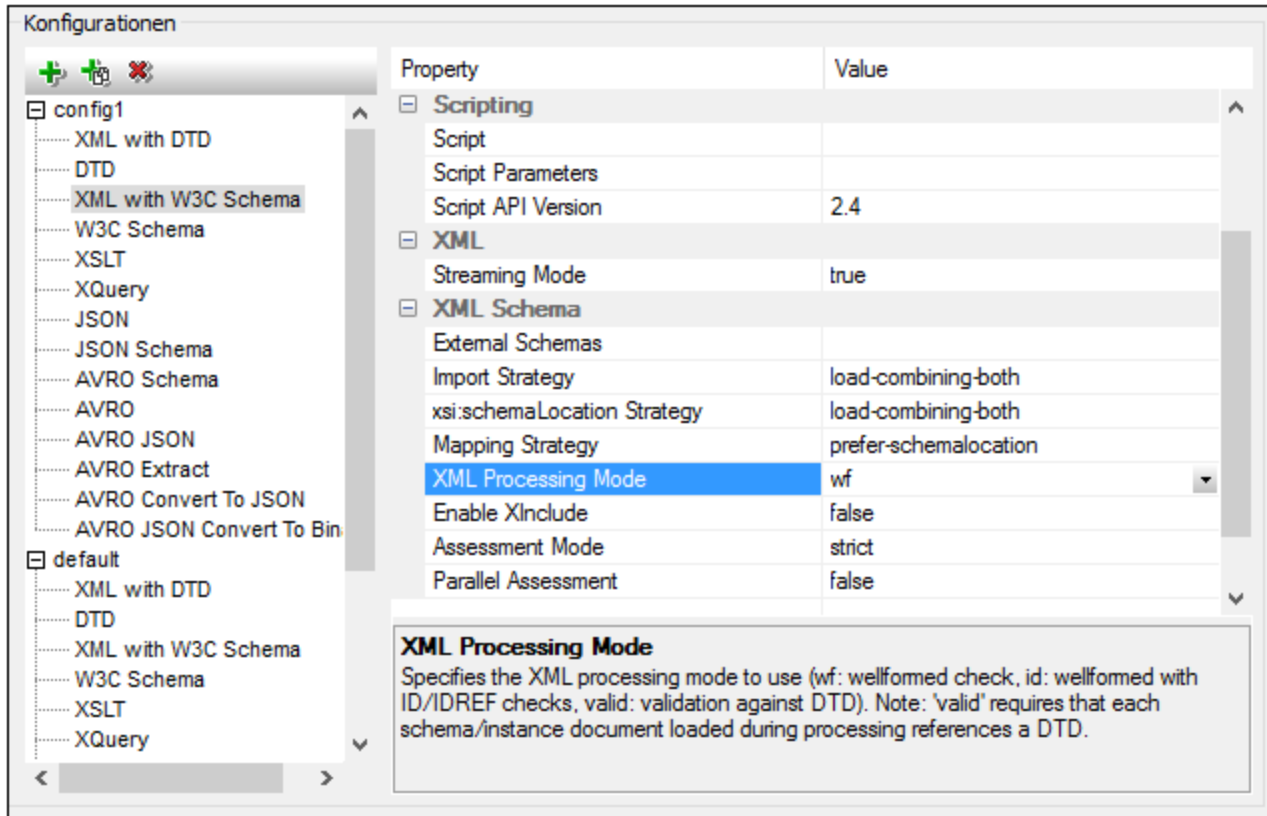 Konfigurationen
config1
XML with DTD
DTD
XML with W3C Schema
W3C Schema
XSLT
XQuery
JSON
JSON Schema
AVRO Schema
AVRO
AVRO JSON
AVRO Extract
AVRO Convert To JSON
AVRO JSON Convert To Bin
default
XML with DTD
DTD
XML with W3C Schema
W3C Schema
XSLT
XQuery
Property Value
Scripting
Script
Script Parameters
Script API Version 2.4
XML
Streaming Mode true
XML Schema
External Schemas
Import Strategy load-combining-both
xsi:schemaLocation Strategy load-combining-both
Mapping Strategy prefer-schemalocation
XML Processing Mode wf
Enable XInclude false
Assessment Mode strict
Parallel Assessment false
XML Processing Mode
Specifies the XML processing mode to use (wf: wellformed check, id: wellformed with
ID/IDREF checks, valid: validation against DTD). Note: 'valid' requires that each
schema/instance document loaded during processing references a DTD.